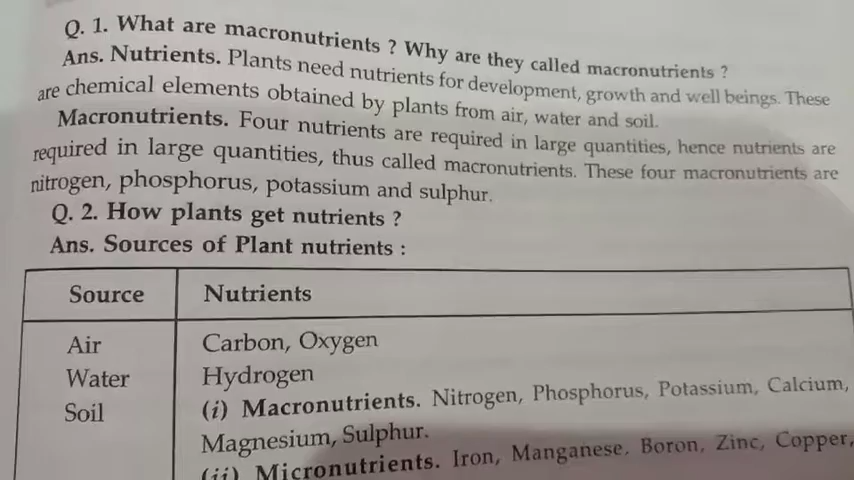 Q. 1. What are macronutrients ? Why are they called macronutrients ?
Ans. Nutrients. Plants need nutrients for development, growth and well beings. These
are chemical elements obtained by plants from air, water and soil.
Macronutrients. Four nutrients are required in large quantities, hence nutrients are
required in large quantities, thus called macronutrients. These four macronutrients are
nitrogen, phosphorus, potassium and sulphur.
Q. 2. How plants get nutrients ?
Ans. Sources of Plant nutrients :
Source Nutrients
Air Carbon, Oxygen
Water Hydrogen
Soil (i) Macronutrients. Nitrogen, Phosphorus, Potassium, Calcium,
Magnesium, Sulphur.
(ii) Micronutrients. Iron, Manganese, Boron, Zinc, Copper,